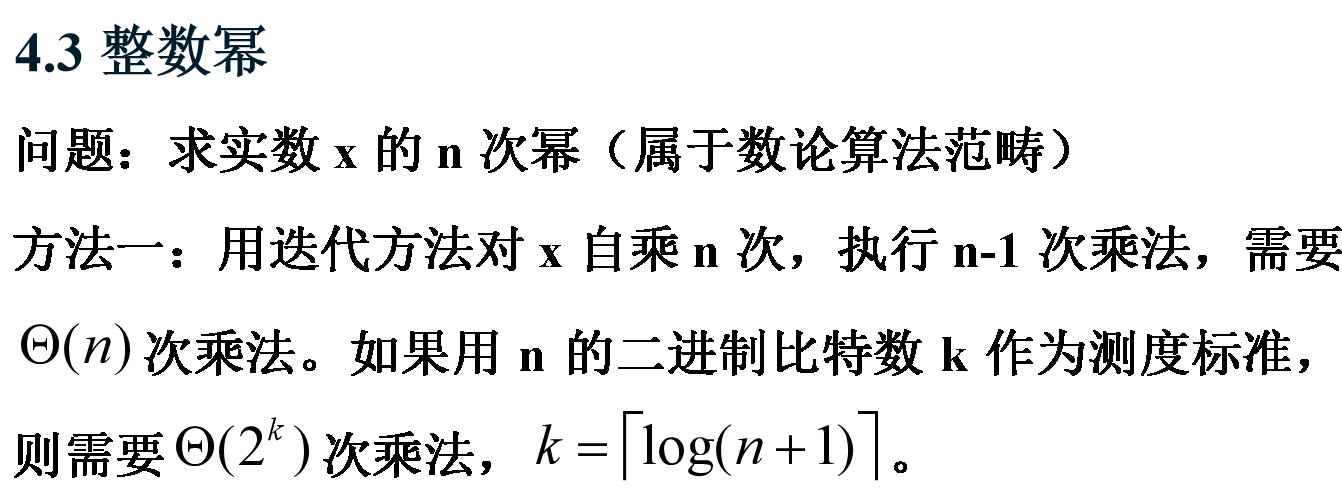 4.3 整数幂
问题：求实数 x 的 n 次幂（属于数论算法范畴）
方法一：用迭代方法对 x 自乘 n 次，执行 n-1 次乘法，需要
Θ(n)次乘法。如果用 n 的二进制比特数 k 作为测度标准，
则需要Θ(2^k)次乘法，k=⌈log(n+1)⌉。